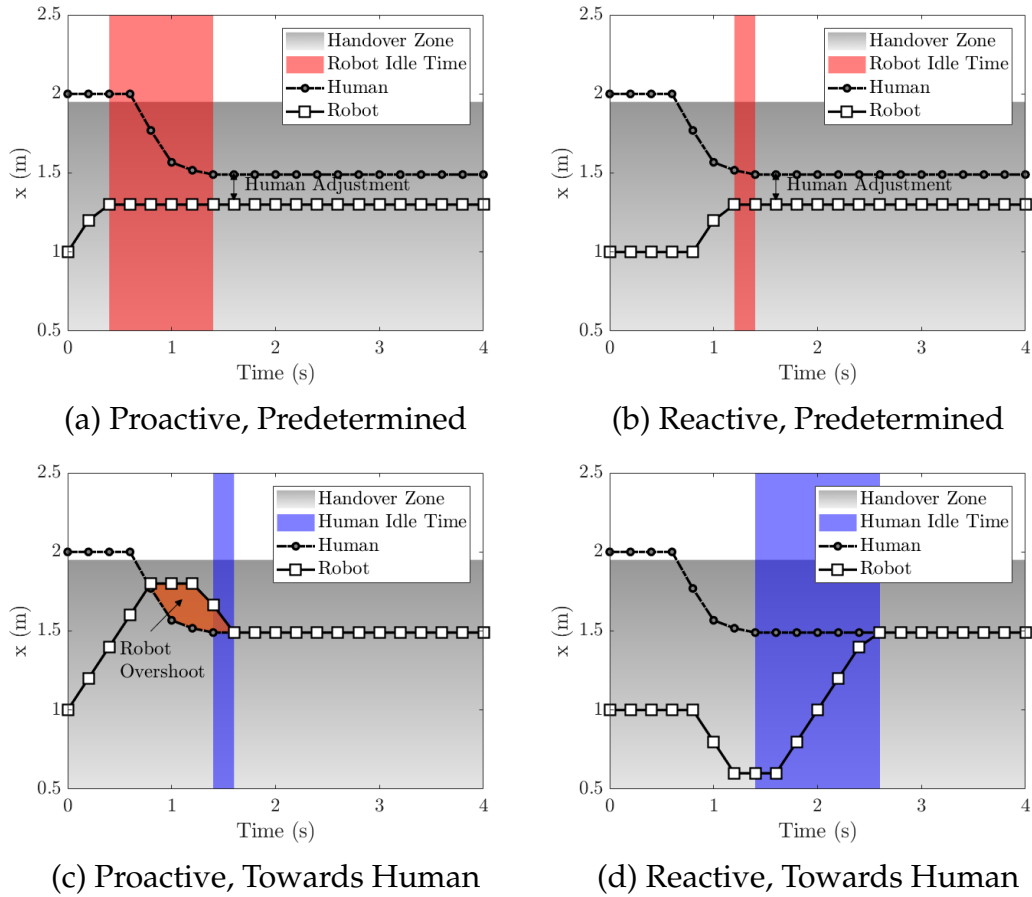 2.5
2
1.5
1
0.5
x (m)
Handover Zone
Robot Idle Time
Human
Robot
Human Adjustment
0
1
2
3
4
Time (s)
(a) Proactive, Predetermined
2.5
2
1.5
1
0.5
x (m)
Handover Zone
Robot Idle Time
Human
Robot
Human Adjustment
0
1
2
3
4
Time (s)
(b) Reactive, Predetermined
2.5
2
1.5
1
0.5
x (m)
Handover Zone
Human Idle Time
Human
Robot
Robot
Overshoot
0
1
2
3
4
Time (s)
(c) Proactive, Towards Human
2.5
2
1.5
1
0.5
x (m)
Handover Zone
Human Idle Time
Human
Robot
0
1
2
3
4
Time (s)
(d) Reactive, Towards Human